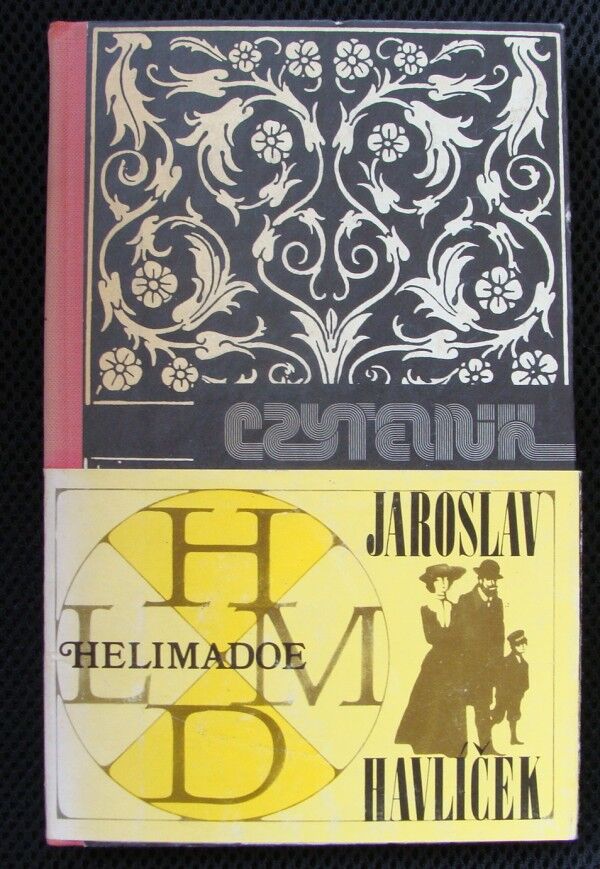 CZYTELNIK
JAROSLAV
H
L M
HELIMADOE
D
HAVLÍČEK